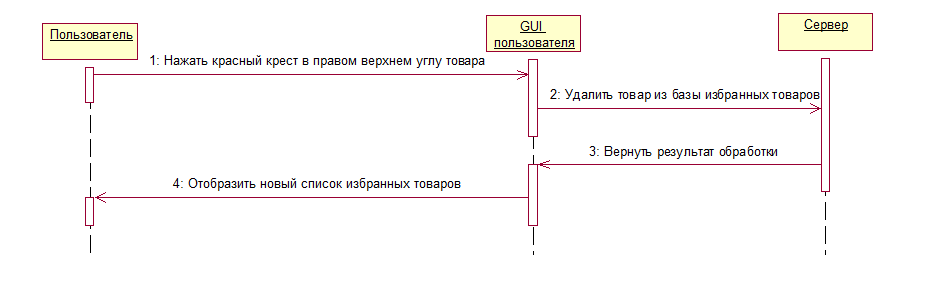 Пользователь
GUI
пользователя
Сервер
1: Нажать красный крест в правом верхнем углу товара
2: Удалить товар из базы избранных товаров
3: Вернуть результат обработки
4: Отобразить новый список избранных товаров